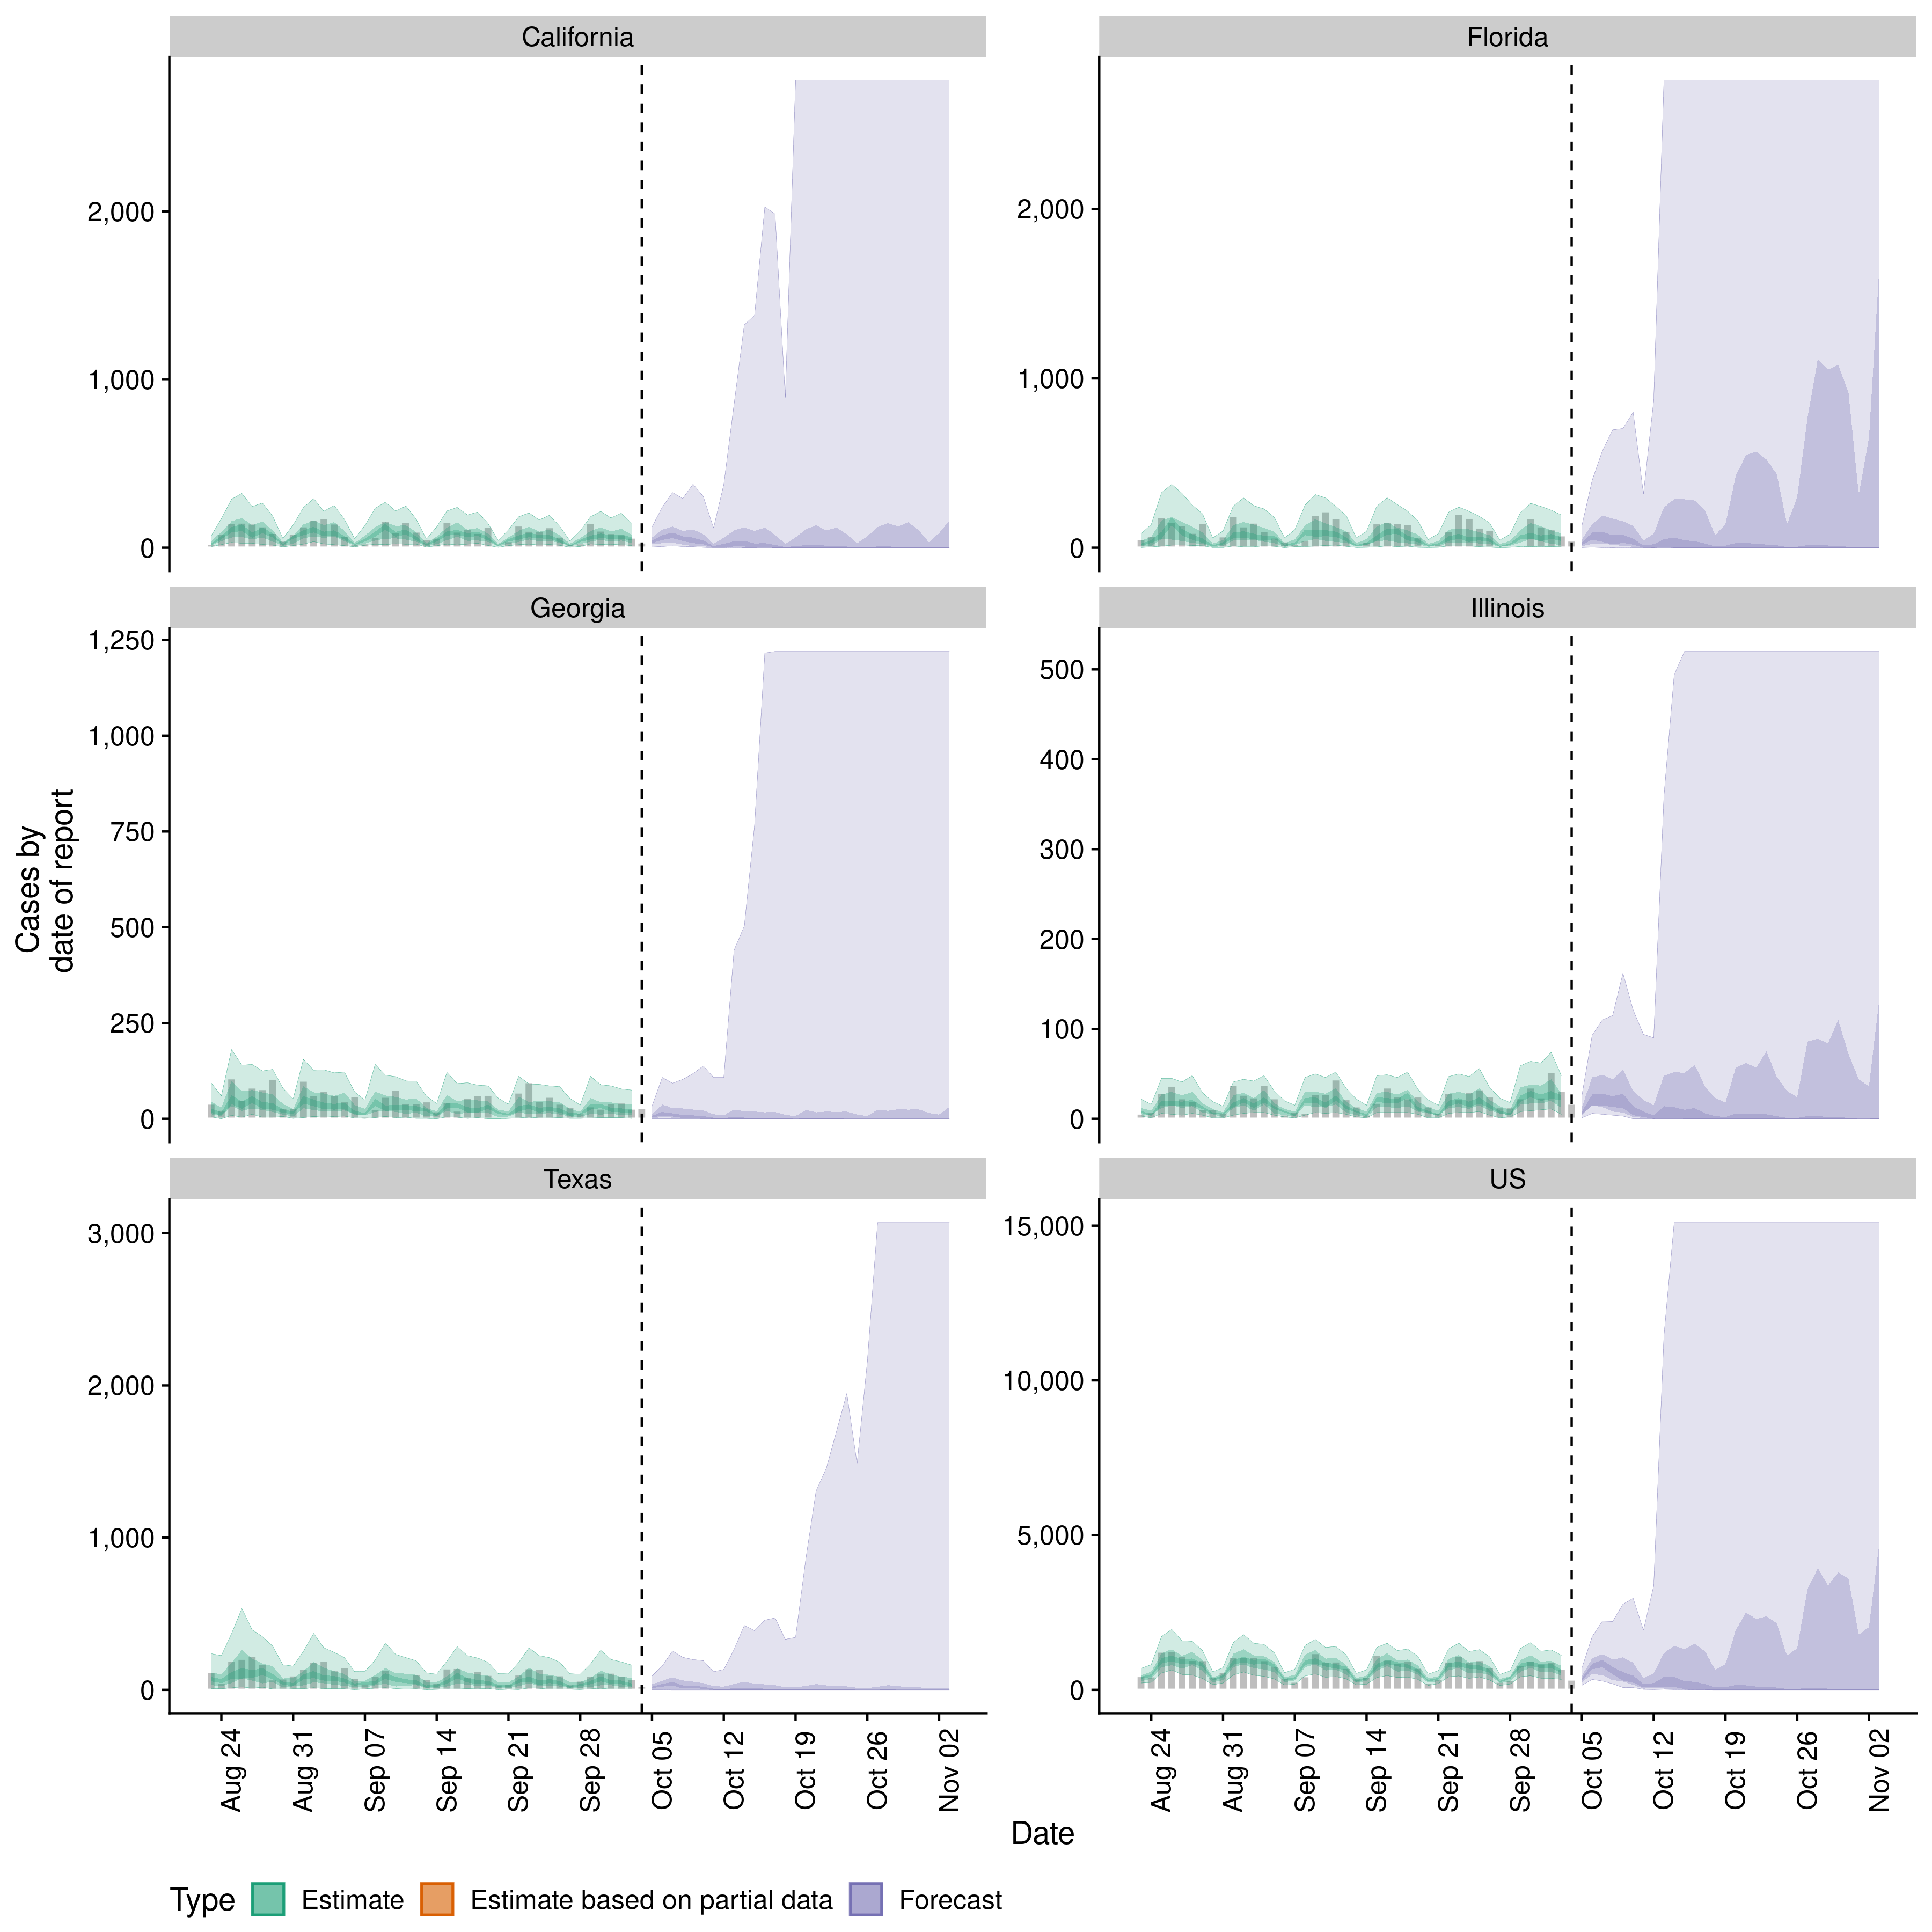 California
Florida
2,000
1,000
0
2,000
1,000
0
Georgia
Illinois
1,250
1,000
750
500
250
0
500
400
300
200
100
0
Cases by
date of report
Texas
US
3,000
2,000
1,000
0
15,000
10,000
5,000
0
Aug 24
Aug 31
Sep 07
Sep 14
Sep 21
Sep 28
Oct 05
Oct 12
Oct 19
Oct 26
Nov 02
Aug 24
Aug 31
Sep 07
Sep 14
Sep 21
Sep 28
Oct 05
Oct 12
Oct 19
Oct 26
Nov 02
Date
Type Estimate Estimate based on partial data Forecast